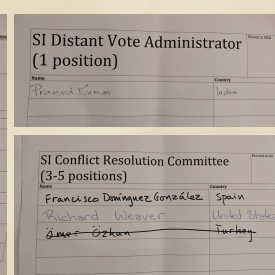 SI Distant Vote Administrator
(1 position)
Name Country
Pramod Kumar India
SI Conflict Resolution Committee
(3-5 positions)
Name Country
Francisco Domínguez González Spain
Richard Weaver United States
Ömer Özkan Turkey